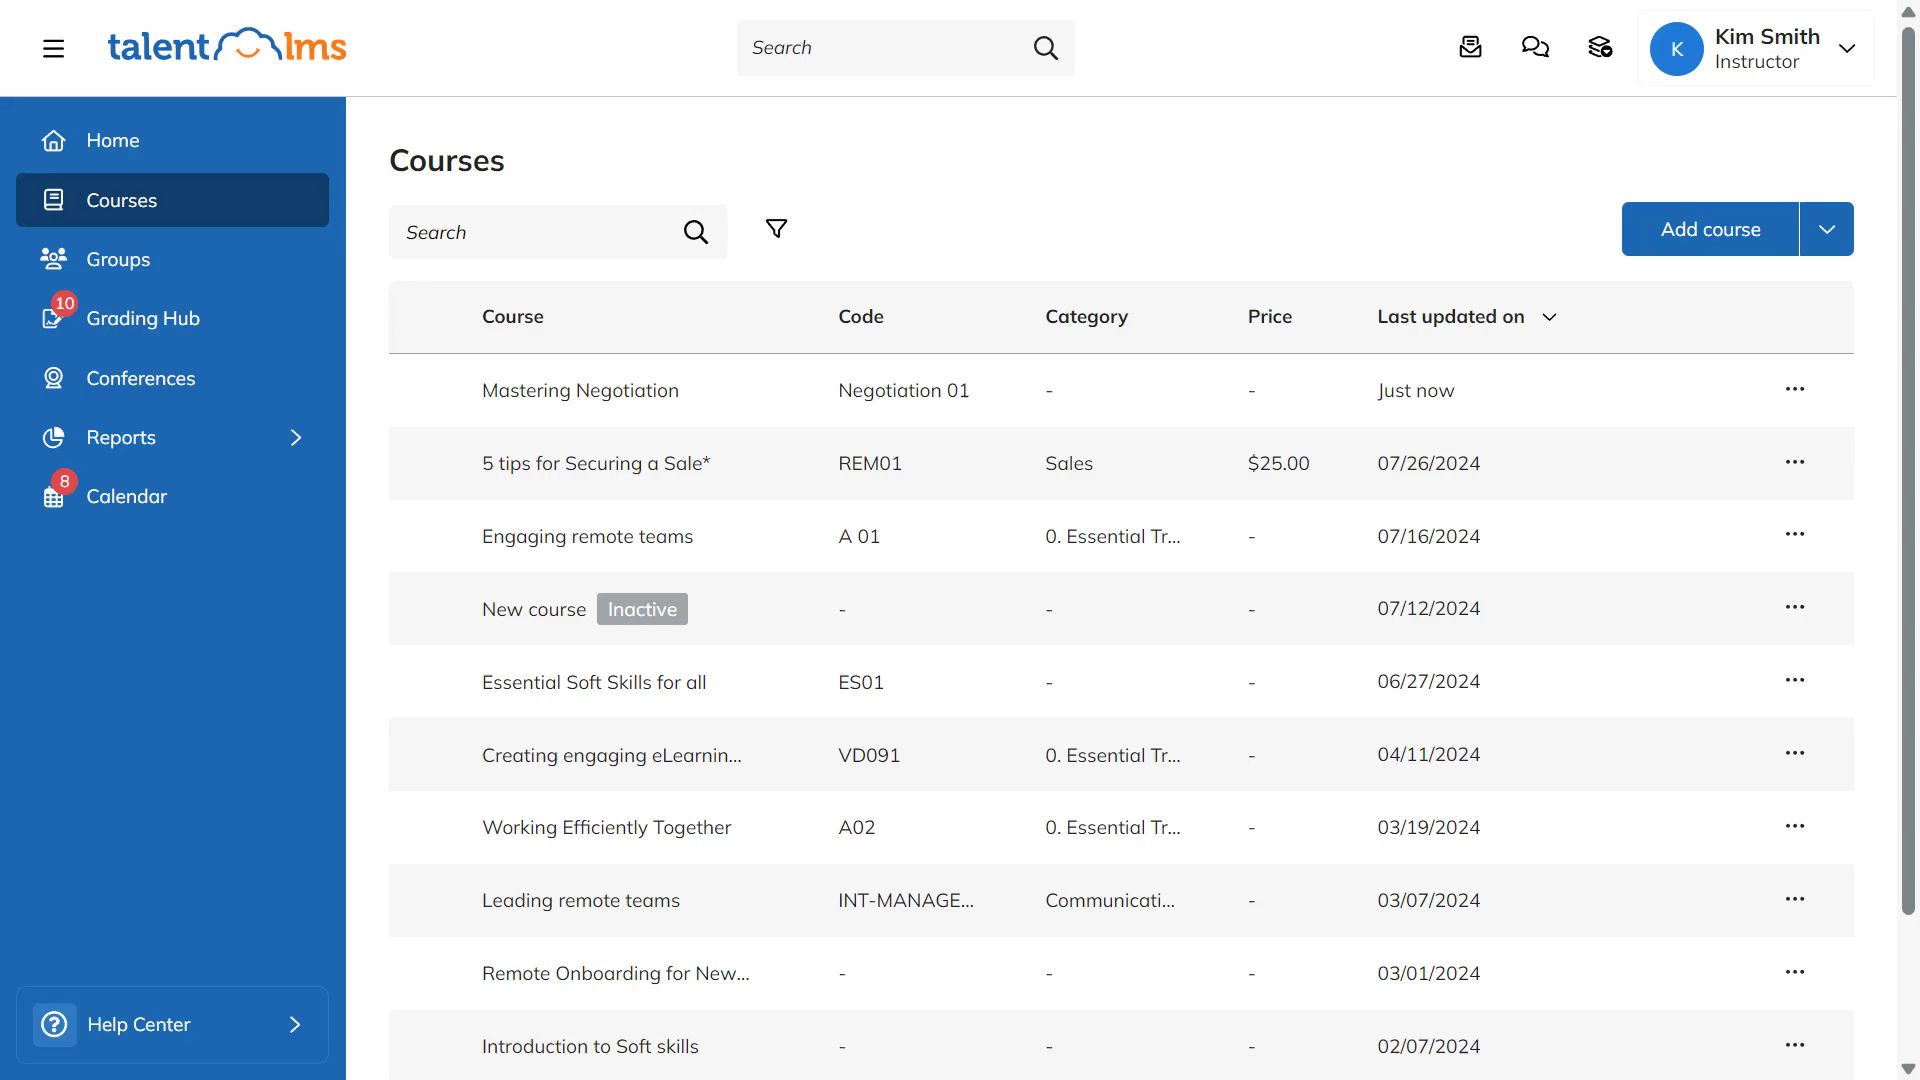 talentlms
Search
K
Kim Smith
Instructor
Home
Courses
Groups
10
Grading Hub
Conferences
Reports
8
Calendar
Help Center
Courses
Search
Add course
Course Code Category Price Last updated on
Mastering Negotiation Negotiation 01 - - Just now
5 tips for Securing a Sale* REM01 Sales $25.00 07/26/2024
Engaging remote teams A 01 0. Essential Tr... - 07/16/2024
New course Inactive - - - 07/12/2024
Essential Soft Skills for all ES01 - - 06/27/2024
Creating engaging eLearnin... VD091 0. Essential Tr... - 04/11/2024
Working Efficiently Together A02 0. Essential Tr... - 03/19/2024
Leading remote teams INT-MANAGE... Communicati... - 03/07/2024
Remote Onboarding for New... - - - 03/01/2024
Introduction to Soft skills - - - 02/07/2024